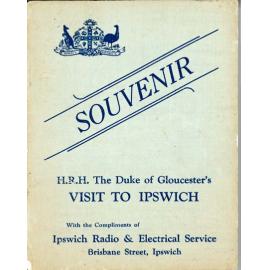 SOUVENIR
H.R.H. The Duke of Gloucester's
VISIT TO IPSWICH
With the Compliments of
Ipswich Radio & Electrical Service
Brisbane Street, Ipswich